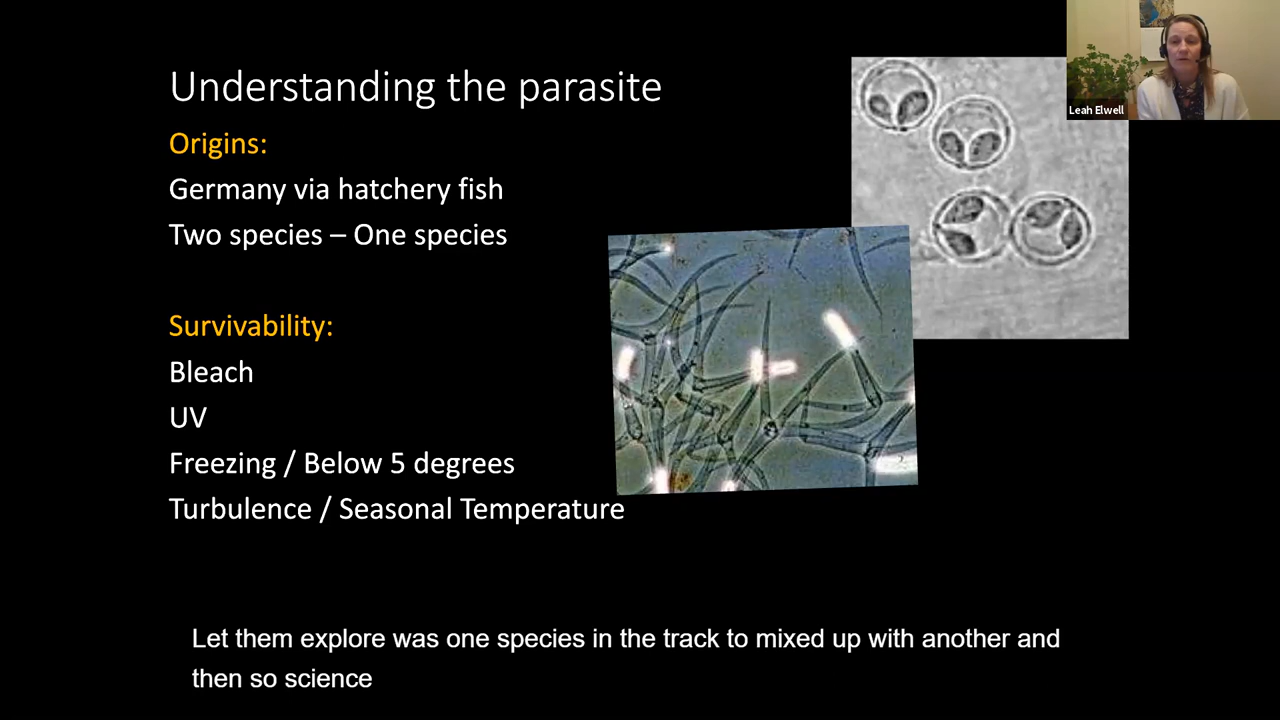 Understanding the parasite
Origins:
Germany via hatchery fish
Two species – One species
Survivability:
Bleach
UV
Freezing / Below 5 degrees
Turbulence / Seasonal Temperature
Leah Elwell
Let them explore was one species in the track to mixed up with another and
then so science